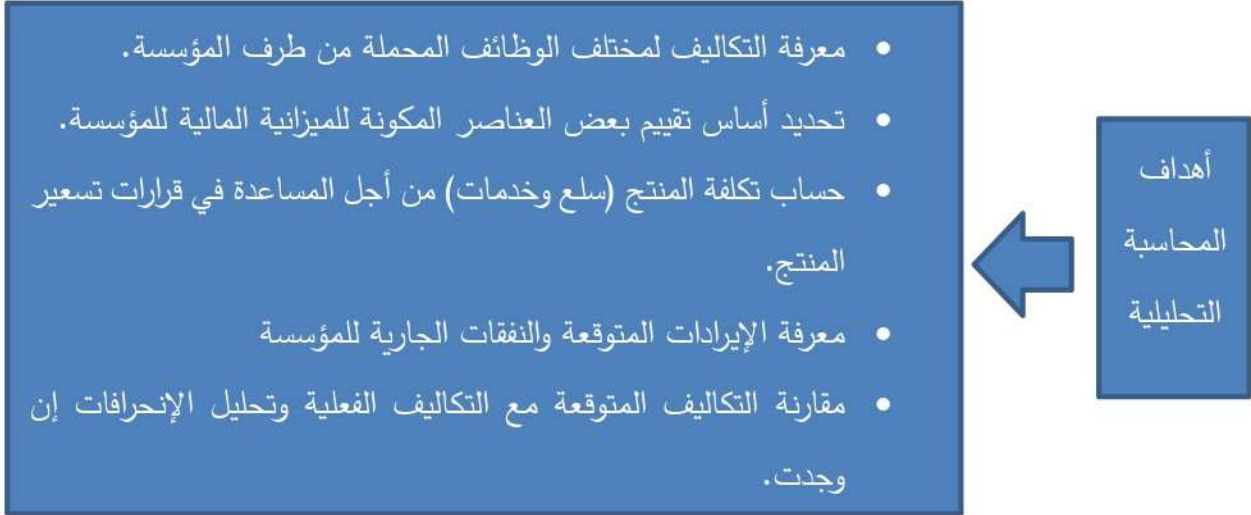 أهداف
المحاسبة
التحليلية
• معرفة التكاليف لمختلف الوظائف المحملة من طرف المؤسسة.
• تحديد أساس تقييم بعض العناصر المكونة للميزانية المالية للمؤسسة.
• حساب تكلفة المنتج (سلع وخدمات) من أجل المساعدة في قرارات تسعير
المنتج.
• معرفة الإيرادات المتوقعة والنفقات الجارية للمؤسسة
• مقارنة التكاليف المتوقعة مع التكاليف الفعلية وتحليل الإنحرافات إن
وجدت.